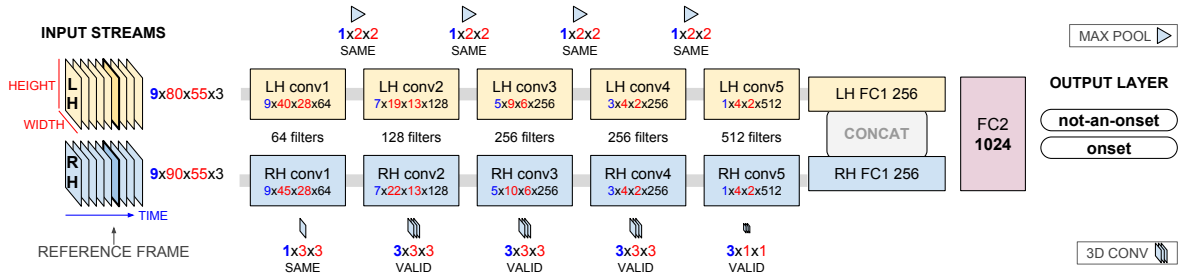 INPUT STREAMS
HEIGHT
WIDTH
LH
9x80x55x3
RH
9x90x55x3
TIME
REFERENCE FRAME
1x2x2 1x2x2 1x2x2 1x2x2
SAME SAME SAME SAME
LH conv1 LH conv2 LH conv3 LH conv4 LH conv5
9x40x28x64 7x19x13x128 5x9x6x256 3x4x2x256 1x4x2x512
64 filters 128 filters 256 filters 256 filters 512 filters
RH conv1 RH conv2 RH conv3 RH conv4 RH conv5
9x45x28x64 7x22x13x128 5x10x6x256 3x4x2x256 1x4x2x512
1x3x3 3x3x3 3x3x3 3x3x3 3x1x1
SAME VALID VALID VALID VALID
LH FC1 256
CONCAT
RH FC1 256
FC2
1024
MAX POOL
OUTPUT LAYER
not-an-onset
onset
3D CONV